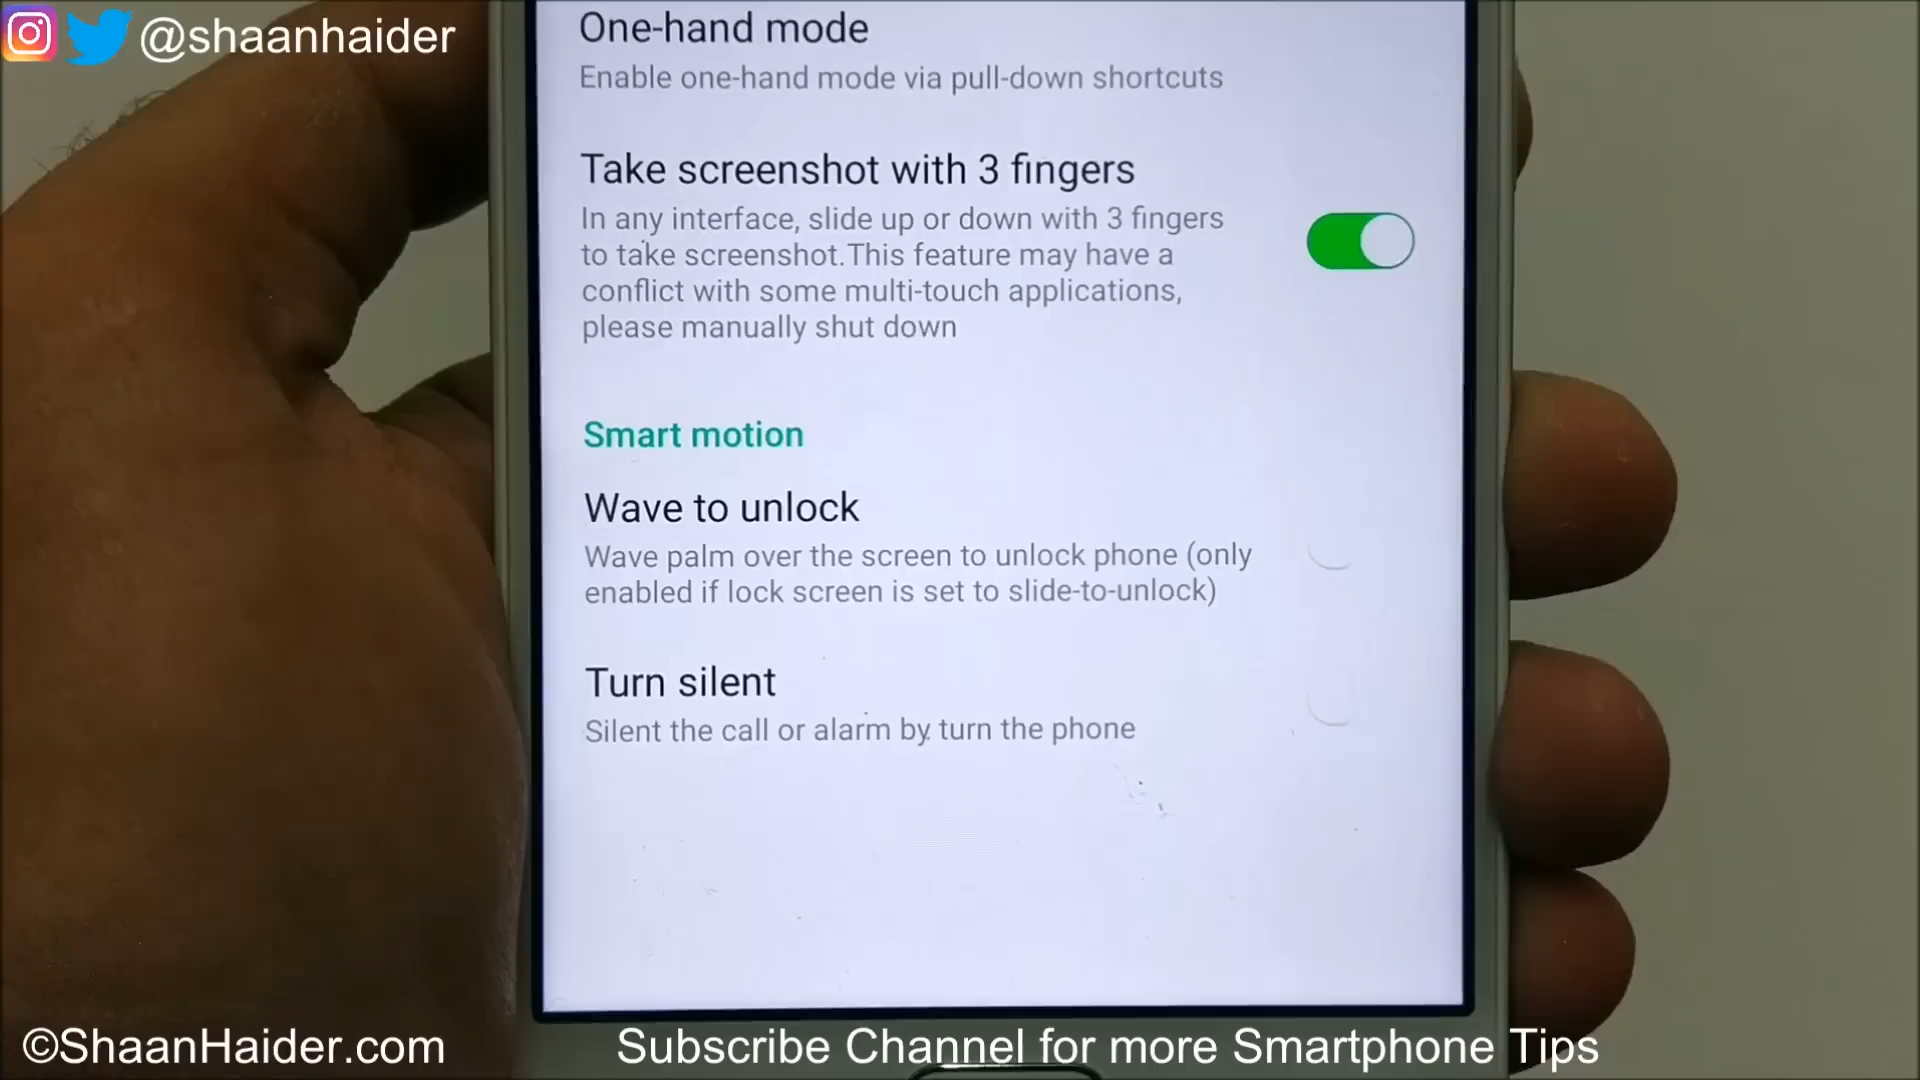 @shaanhaider
One-hand mode
Enable one-hand mode via pull-down shortcuts
Take screenshot with 3 fingers
In any interface, slide up or down with 3 fingers
to take screenshot.This feature may have a
conflict with some multi-touch applications,
please manually shut down
Smart motion
Wave to unlock
Wave palm over the screen to unlock phone (only
enabled if lock screen is set to slide-to-unlock)
Turn silent
Silent the call or alarm by turn the phone
©ShaanHaider.com
Subscribe Channel for more Smartphone Tips